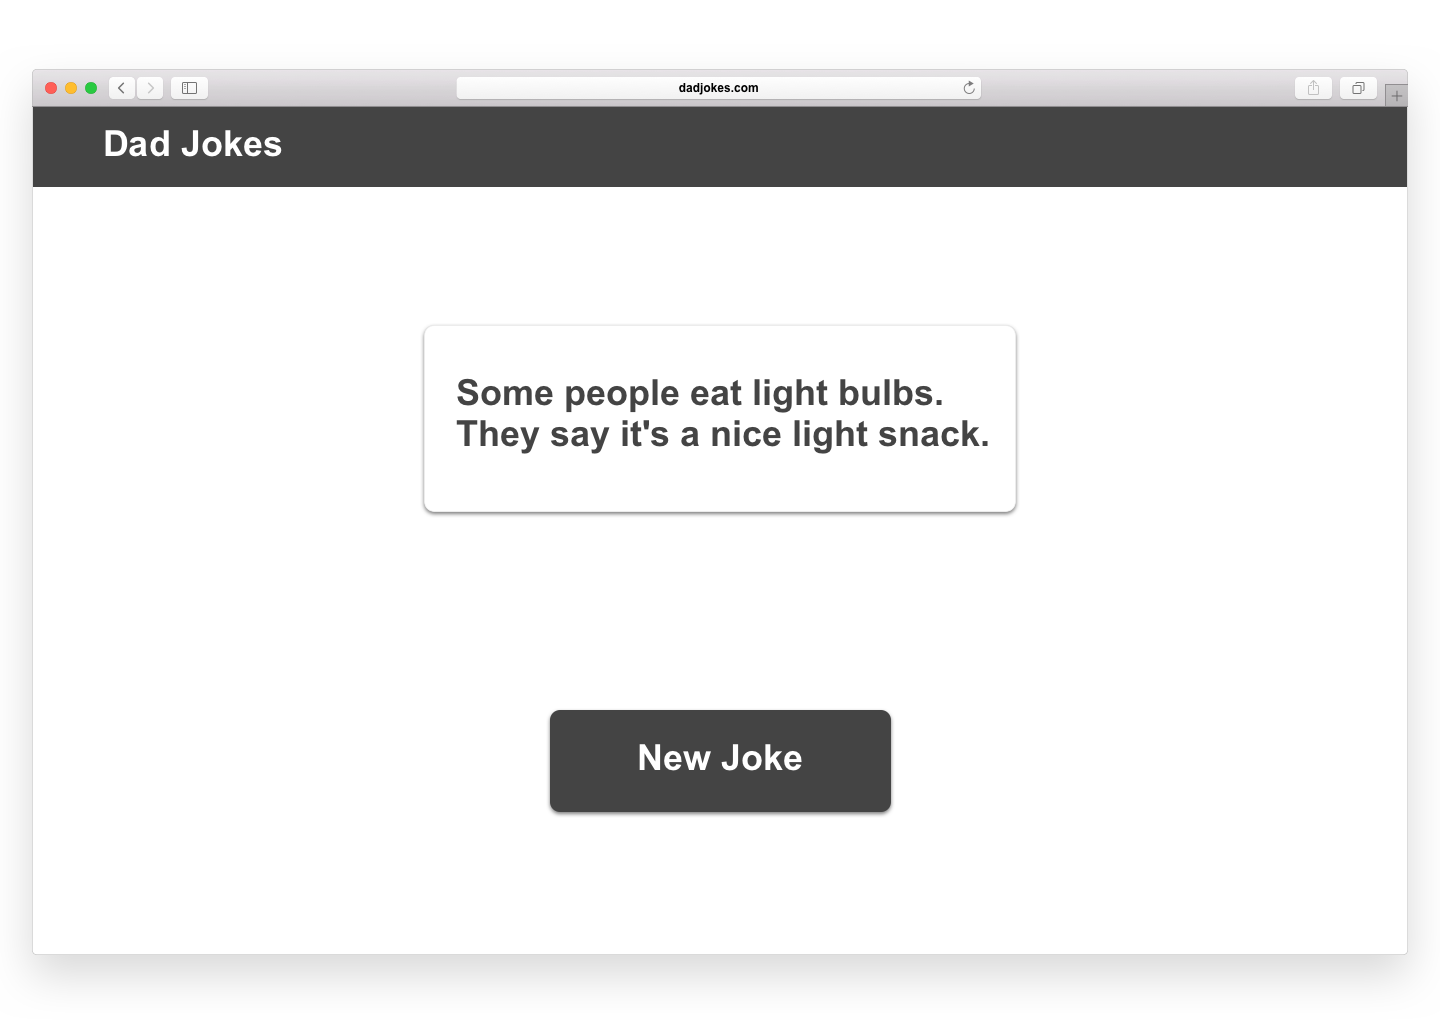 dadjokes.com
Dad Jokes
Some people eat light bulbs.
They say it's a nice light snack.
New Joke